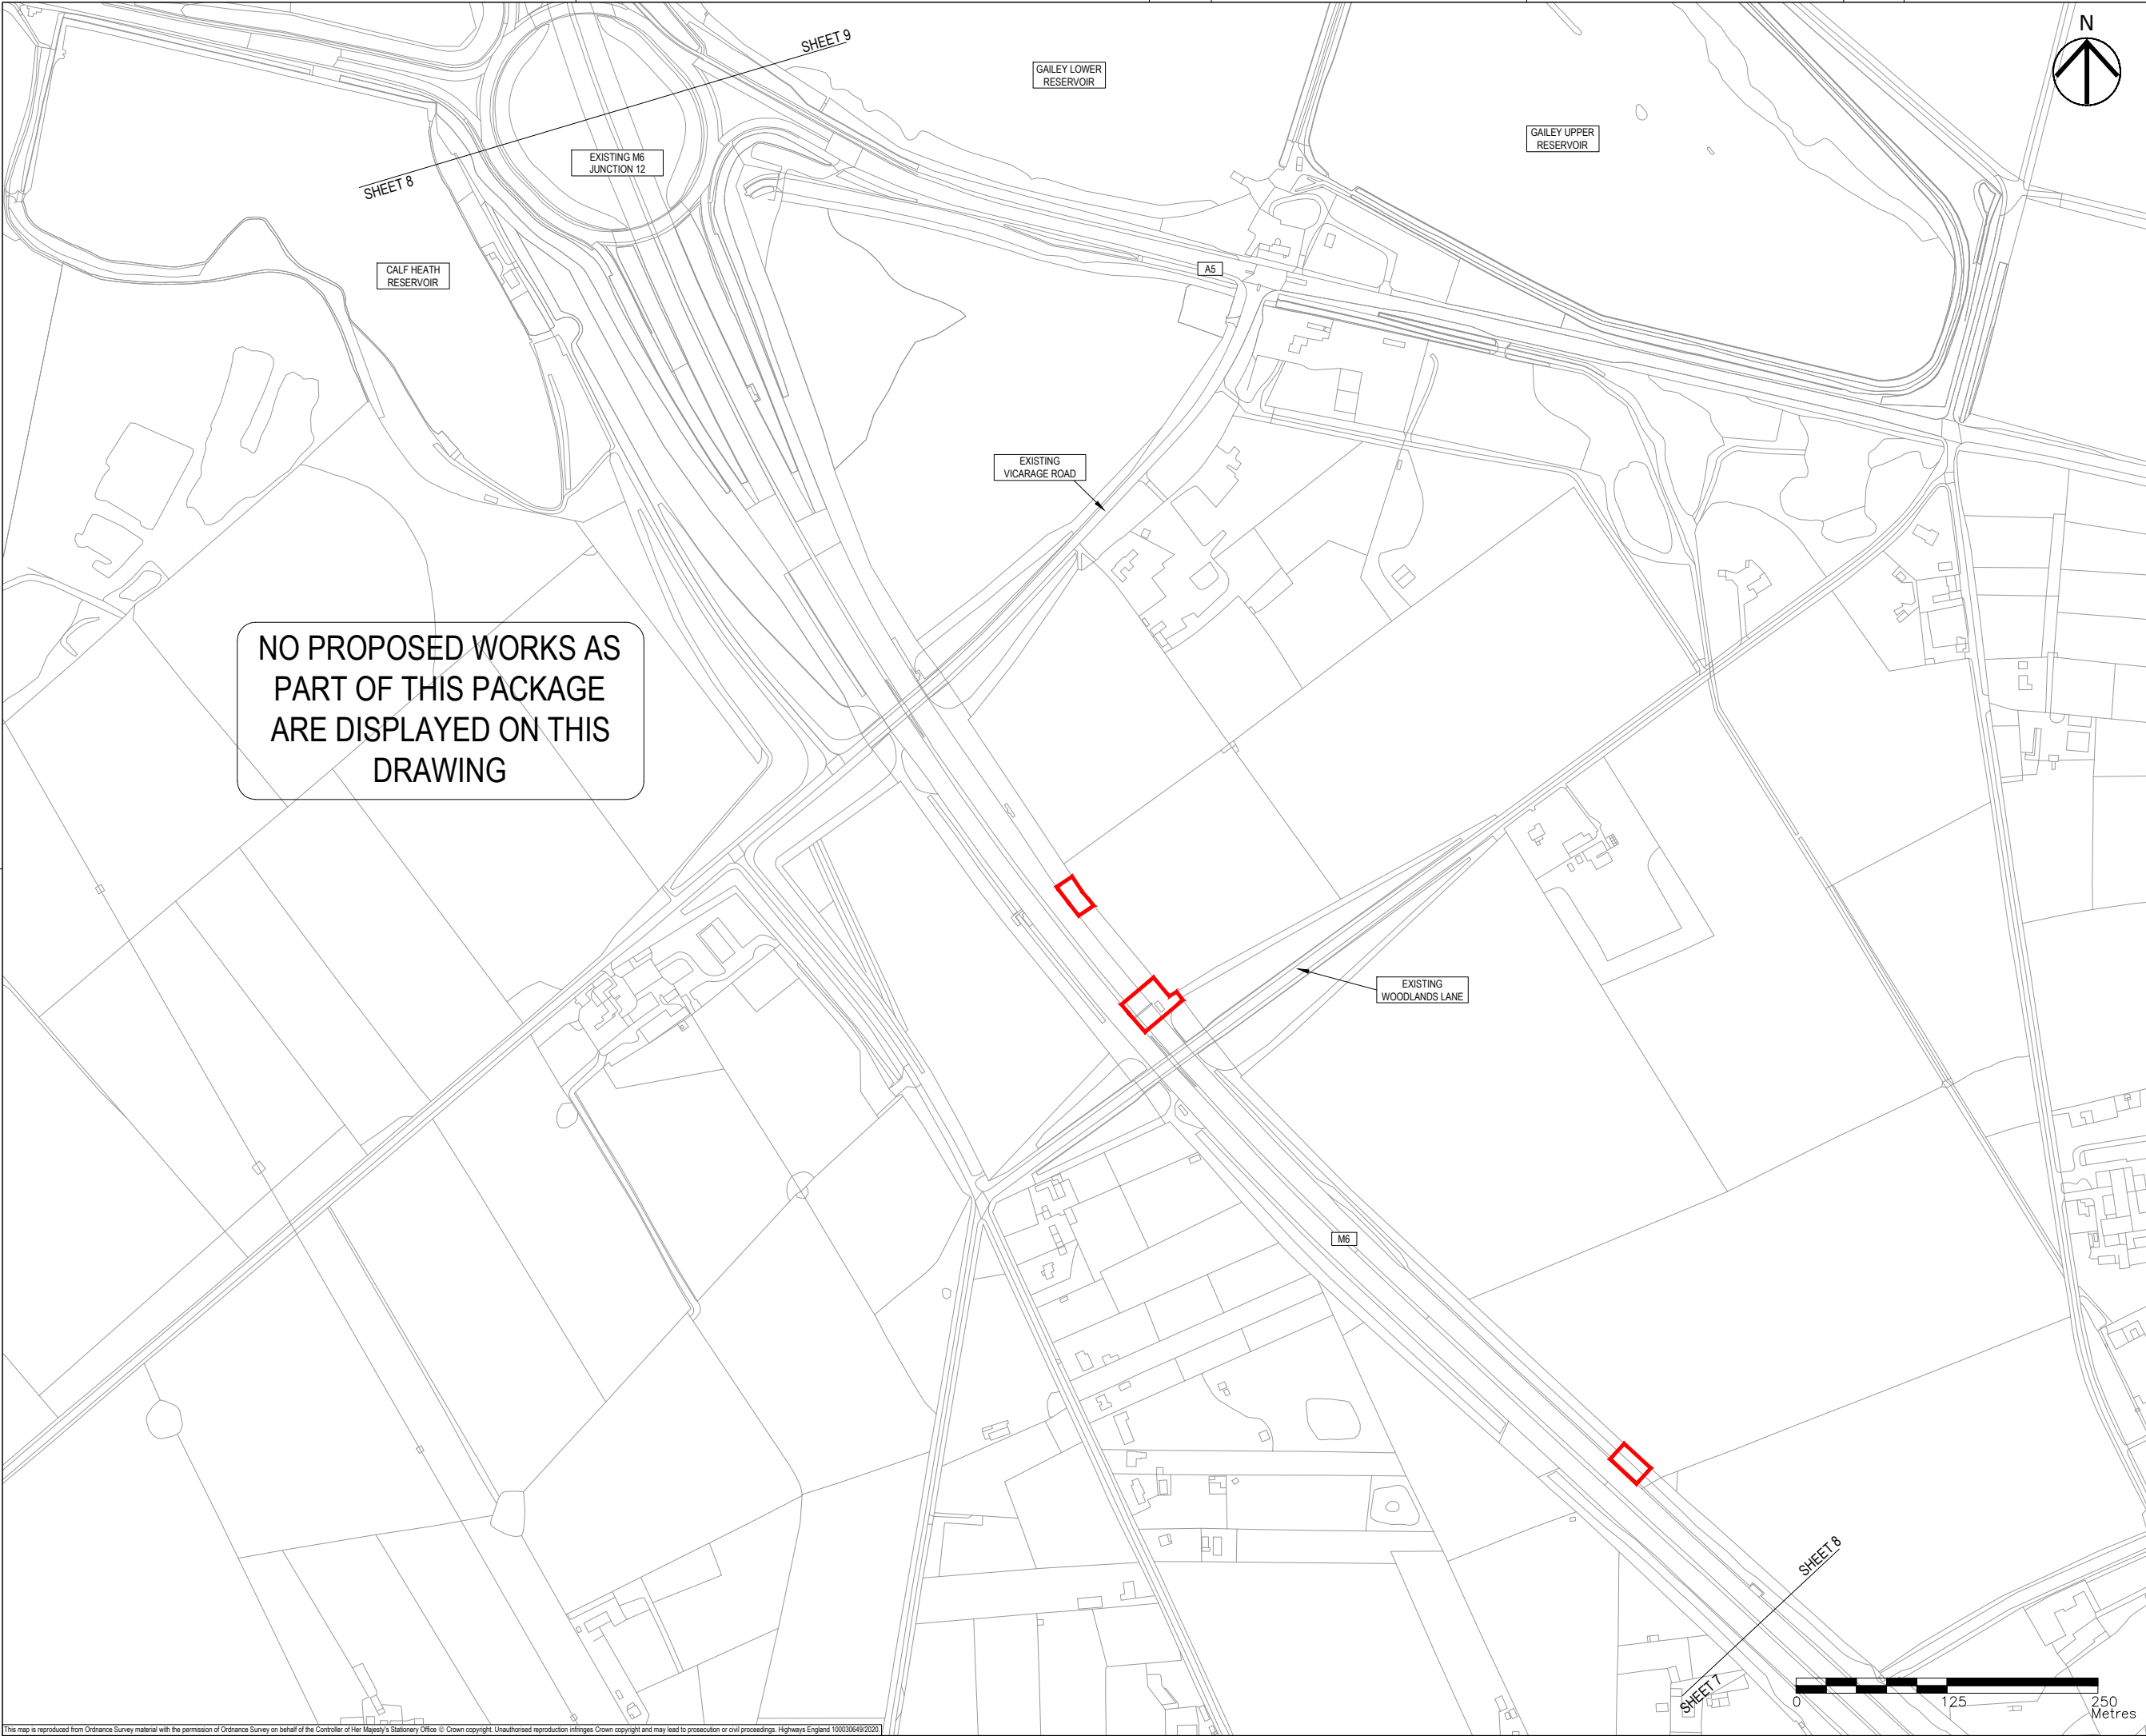 SHEET 9
SHEET 8
N
GAILEY LOWER
RESERVOIR
GAILEY UPPER
RESERVOIR
EXISTING M6
JUNCTION 12
CALF HEATH
RESERVOIR
A5
EXISTING
VICARAGE ROAD
NO PROPOSED WORKS AS
PART OF THIS PACKAGE
ARE DISPLAYED ON THIS
DRAWING
EXISTING
WOODLANDS LANE
M6
SHEET 8
SHEET 7
0 125 250
Metres
This map is reproduced from Ordnance Survey material with the permission of Ordnance Survey on behalf of the Controller of Her Majesty's Stationery Office © Crown copyright. Unauthorised reproduction infringes Crown copyright and may lead to prosecution or civil proceedings. Highways England 100030649/2020.